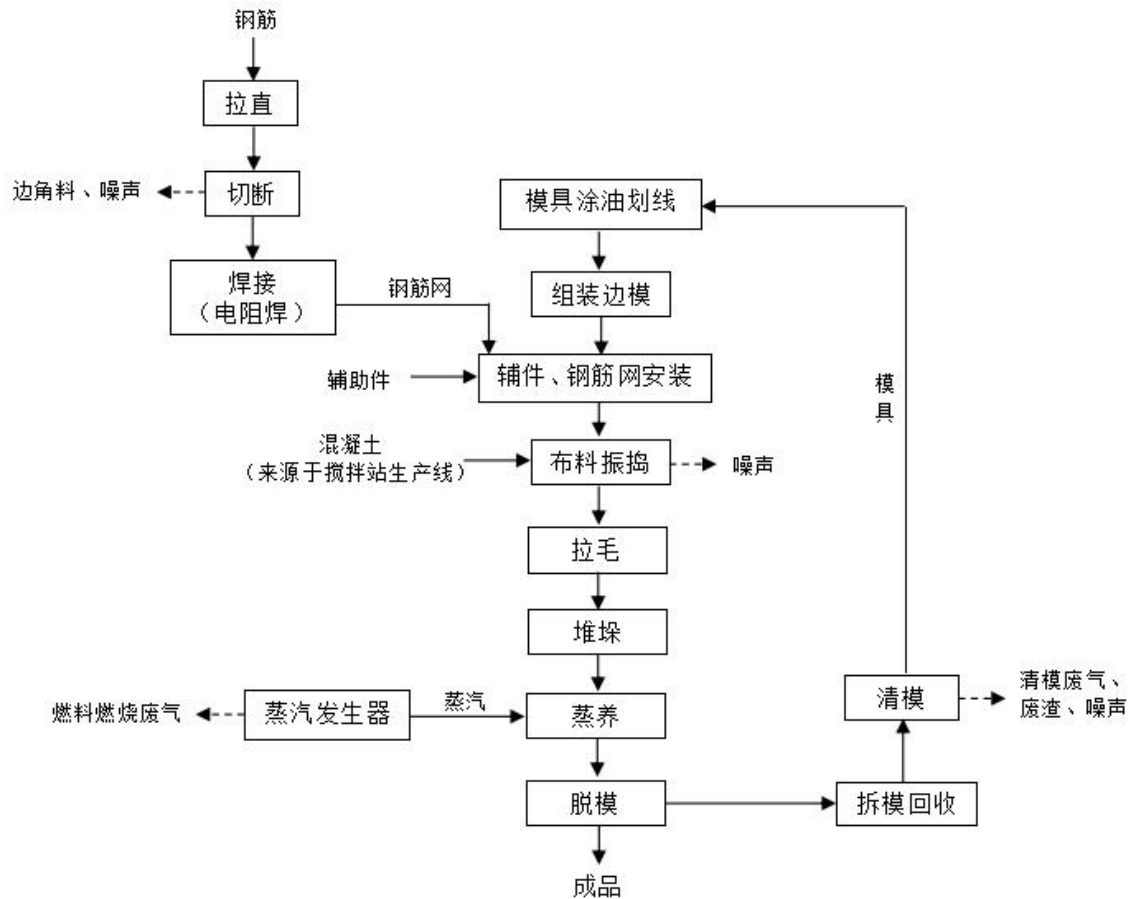 钢筋
拉直
边角料、噪声
切断
模具涂油划线
焊接
（电阻焊）
钢筋网
组装边模
辅助件
辅件、钢筋网安装
模
具
混凝土
（来源于搅拌站生产线）
布料振捣
噪声
拉毛
堆垛
燃料燃烧废气
蒸汽发生器
蒸汽
蒸养
清模
清模废气、
废渣、噪声
脱模
拆模回收
成品